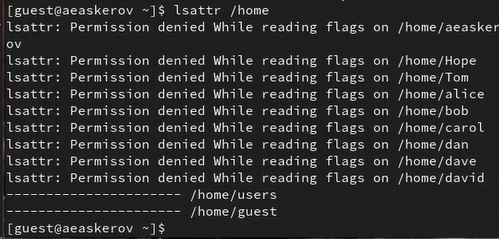 [guest@aeaskerov ~]$ lsattr /home
lsattr: Permission denied While reading flags on /home/aeasker
ov
lsattr: Permission denied While reading flags on /home/Hope
lsattr: Permission denied While reading flags on /home/Tom
lsattr: Permission denied While reading flags on /home/alice
lsattr: Permission denied While reading flags on /home/bob
lsattr: Permission denied While reading flags on /home/carol
lsattr: Permission denied While reading flags on /home/dan
lsattr: Permission denied While reading flags on /home/dave
lsattr: Permission denied While reading flags on /home/david
---------------------- /home/users
---------------------- /home/guest
[guest@aeaskerov ~]$